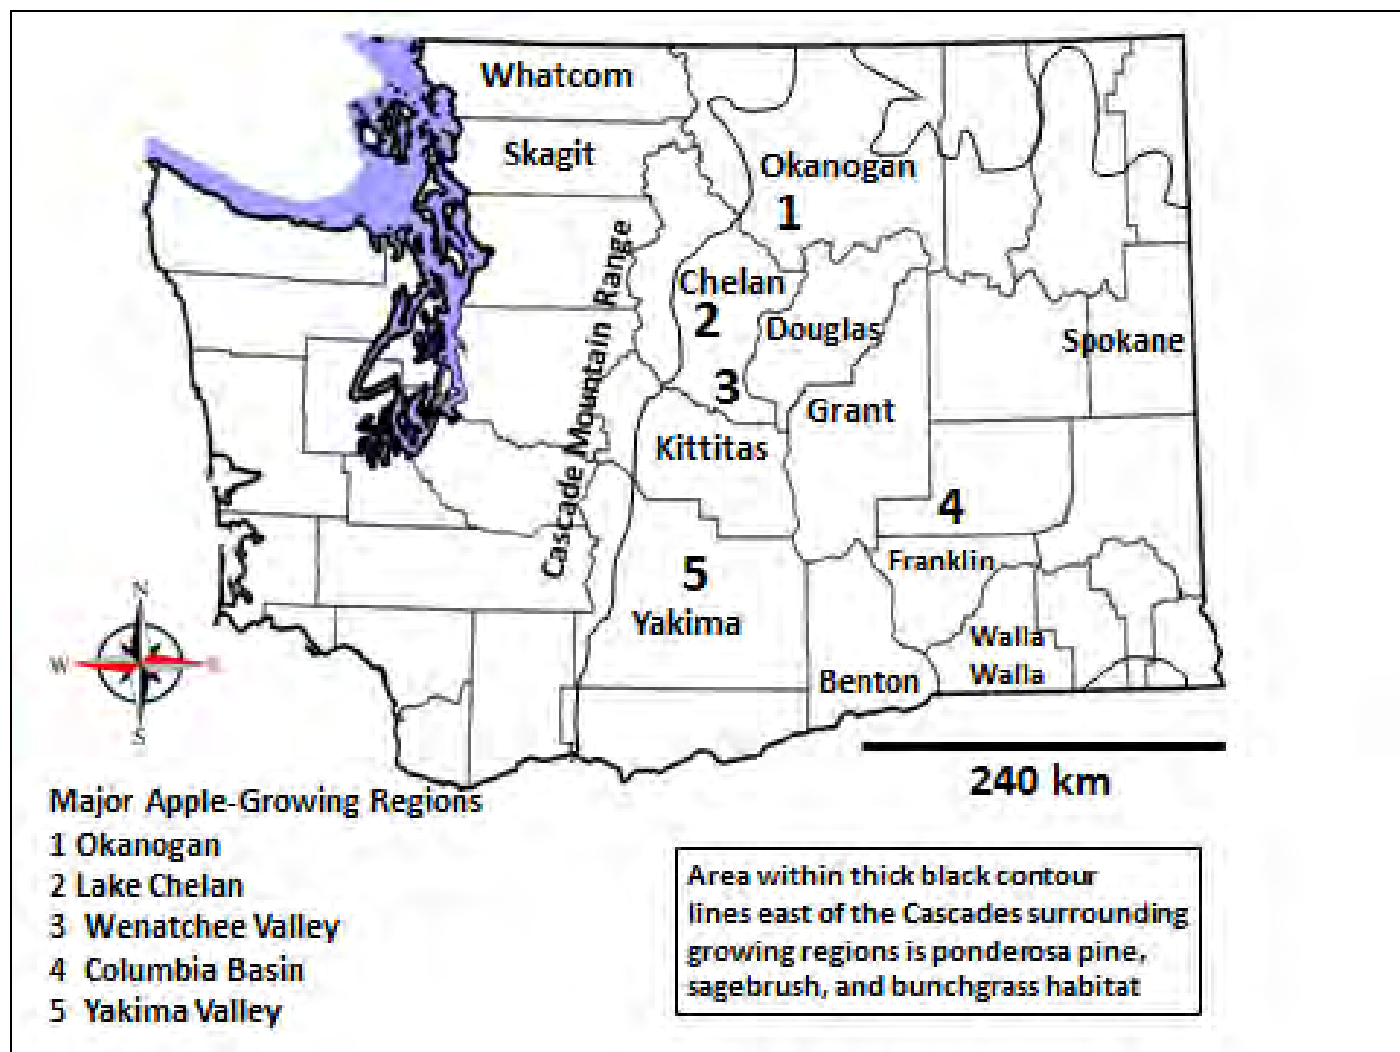 Whatcom
Skagit
Okanogan
1
Cascade Mountain Range
Chelan
2
Douglas
Spokane
3
Grant
Kittitas
4
5
Franklin
Yakima
Walla
Walla
Benton
N
W
E
S
240 km
Major Apple-Growing Regions
1 Okanogan
2 Lake Chelan
3 Wenatchee Valley
4 Columbia Basin
5 Yakima Valley
Area within thick black contour
lines east of the Cascades surrounding
growing regions is ponderosa pine,
sagebrush, and bunchgrass habitat